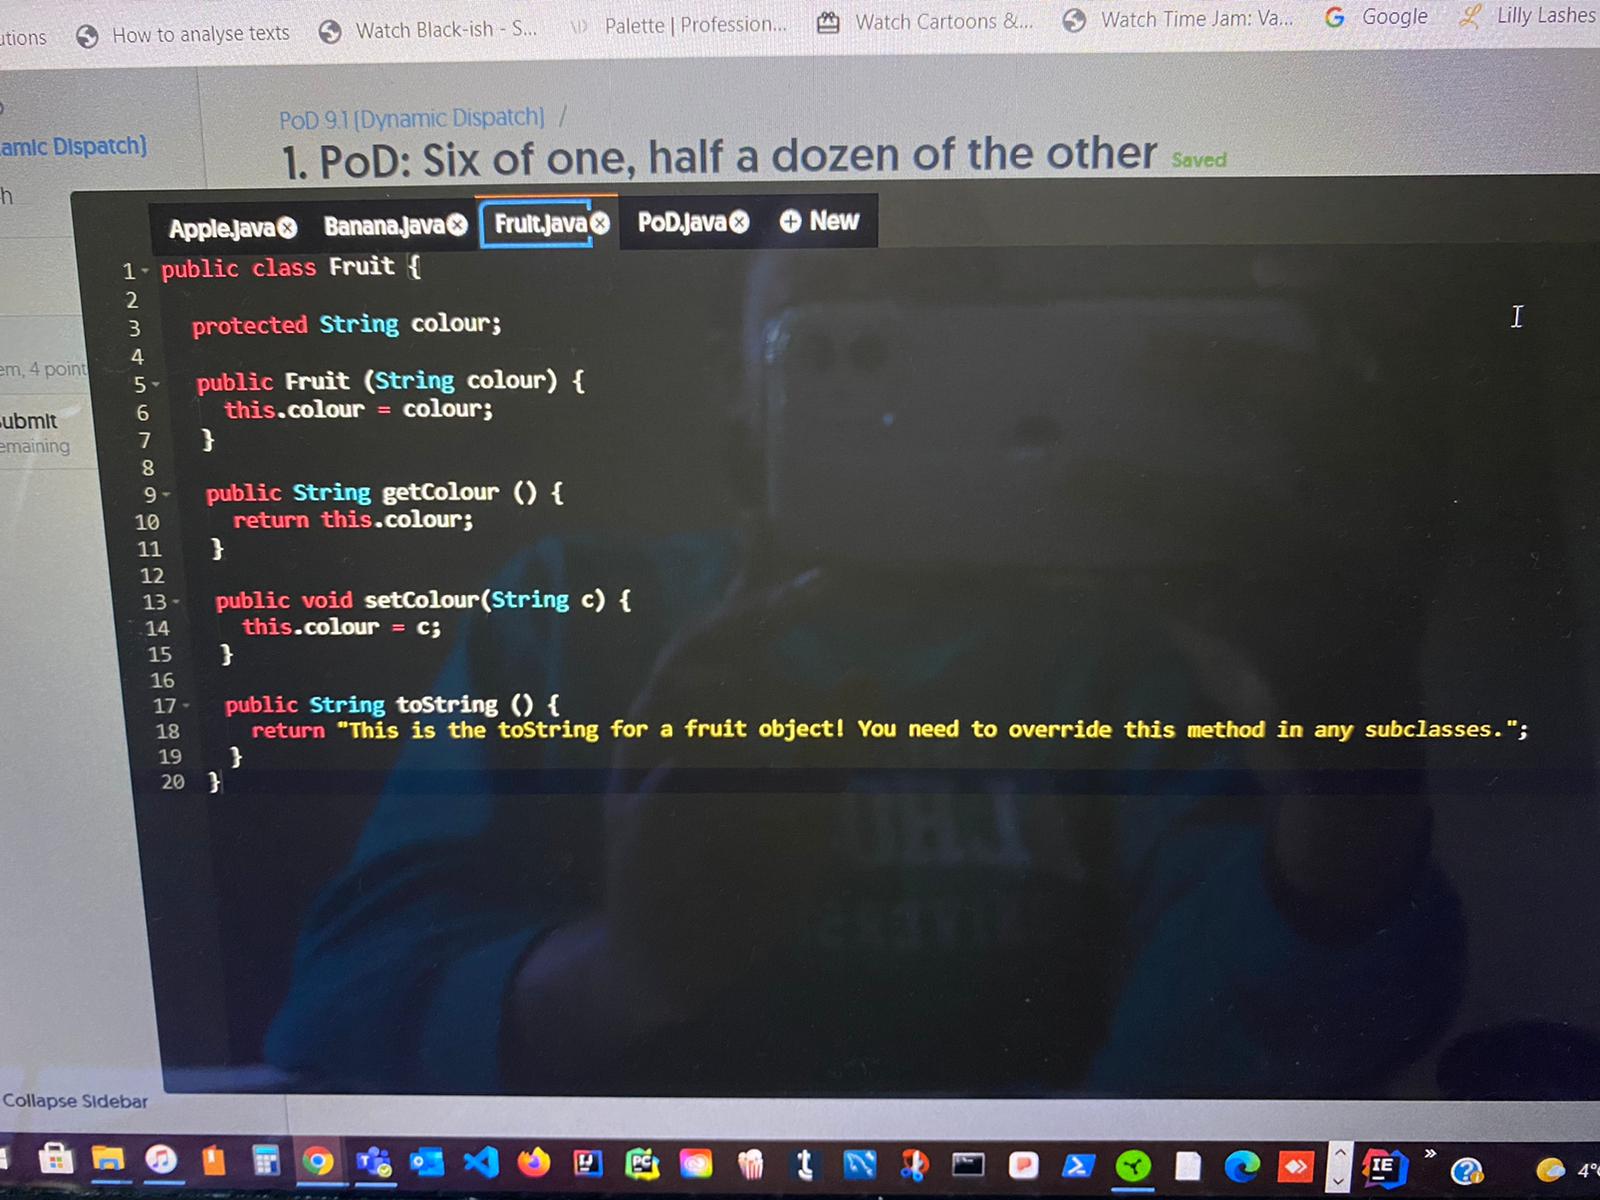 utions How to analyse texts Watch Black-ish - S... Palette | Profession... Watch Cartoons &... Watch Time Jam: Va... Google Lilly Lashes
PoD 9.1 [Dynamic Dispatch] /
amic Dispatch]
1. PoD: Six of one, half a dozen of the other Saved
h
Apple.java Banana.java Fruit.java PoD.java New
1 public class Fruit {
2
3 protected String colour;
4
em, 4 point
5 public Fruit (String colour) {
6 this.colour = colour;
ubmit
7 }
emaining
8
9 public String getColour () {
10 return this.colour;
11 }
12
13 public void setColour(String c) {
14 this.colour = c;
15 }
16
17 public String toString () {
18 return "This is the toString for a fruit object! You need to override this method in any subclasses.";
19 }
20 }
Collapse Sidebar
PC
IE
4°